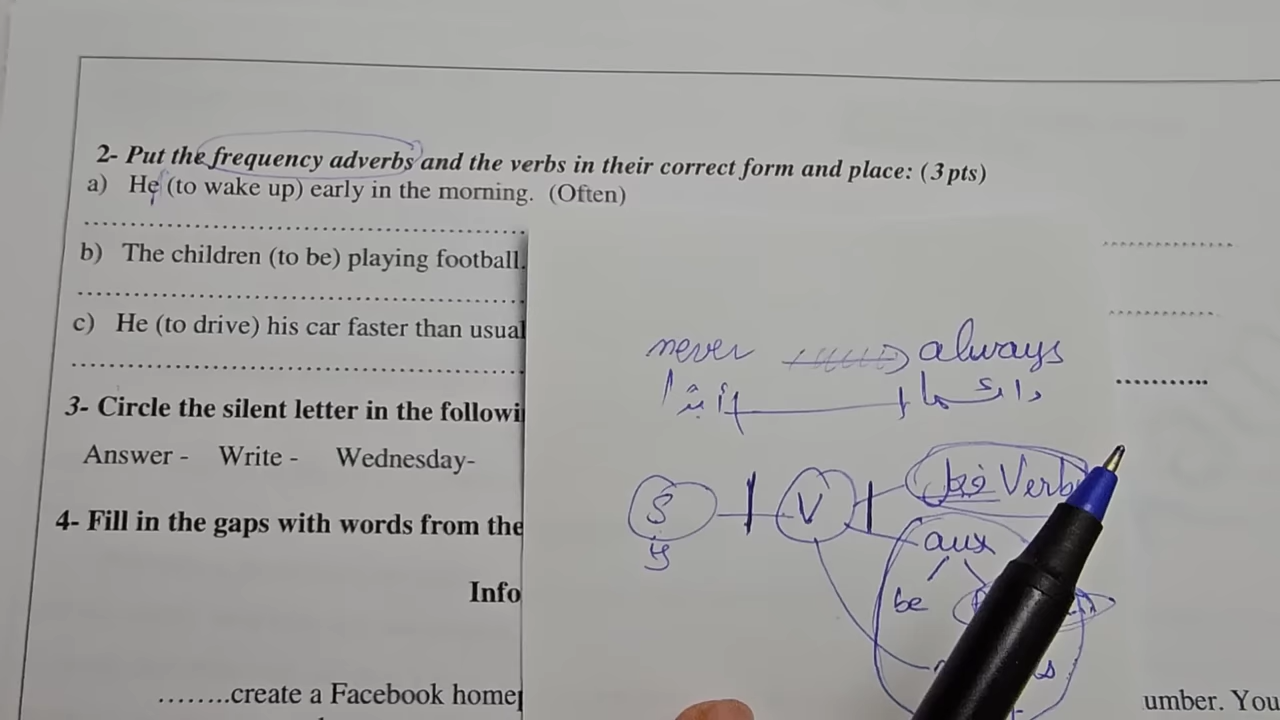 2- Put the frequency adverbs and the verbs in their correct form and place: (3pts)
a) He (to wake up) early in the morning. (Often)
b) The children (to be) playing football.
c) He (to drive) his car faster than usual
3- Circle the silent letter in the followi
Answer - Write - Wednesday-
4- Fill in the gaps with words from the
Info
........create a Facebook home
umber. You
never always
أبدا دائما
S V فعل Verb
aux
be